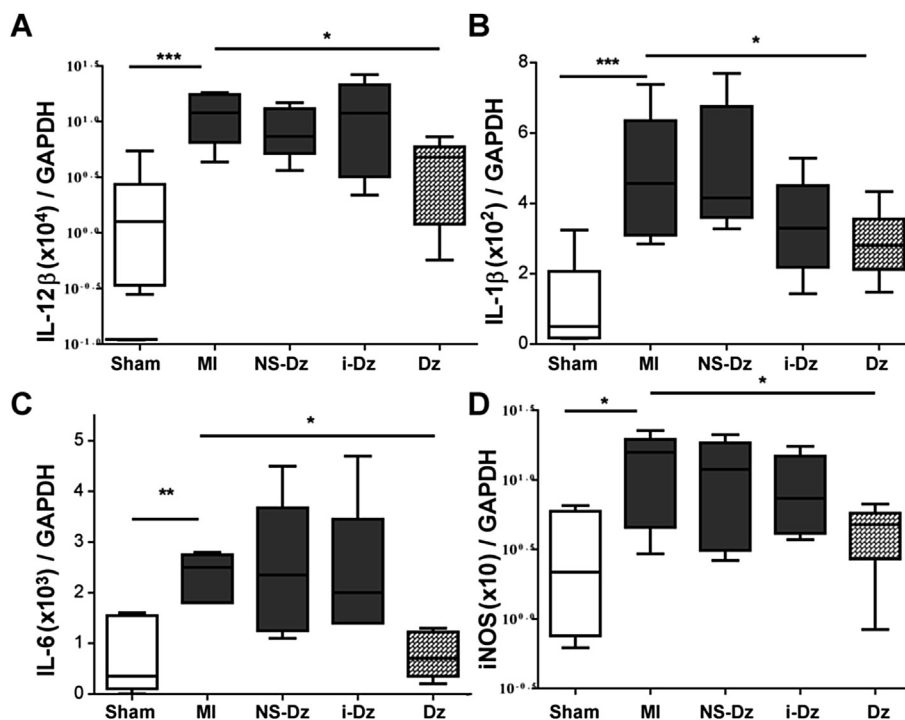 A
IL-12β (x10⁴) / GAPDH
10^1.5
10^1.0
10^0.5
10^0.0
10^-0.5
10^-1.0
***
*
Sham MI NS-Dz i-Dz Dz
B
IL-1β (x10²) / GAPDH
8
6
4
2
0
***
*
Sham MI NS-Dz i-Dz Dz
C
IL-6 (x10³) / GAPDH
5
4
3
2
1
0
**
*
Sham MI NS-Dz i-Dz Dz
D
iNOS (x10) / GAPDH
10^1.5
10^1.0
10^0.5
10^0.0
10^-0.5
*
*
Sham MI NS-Dz i-Dz Dz